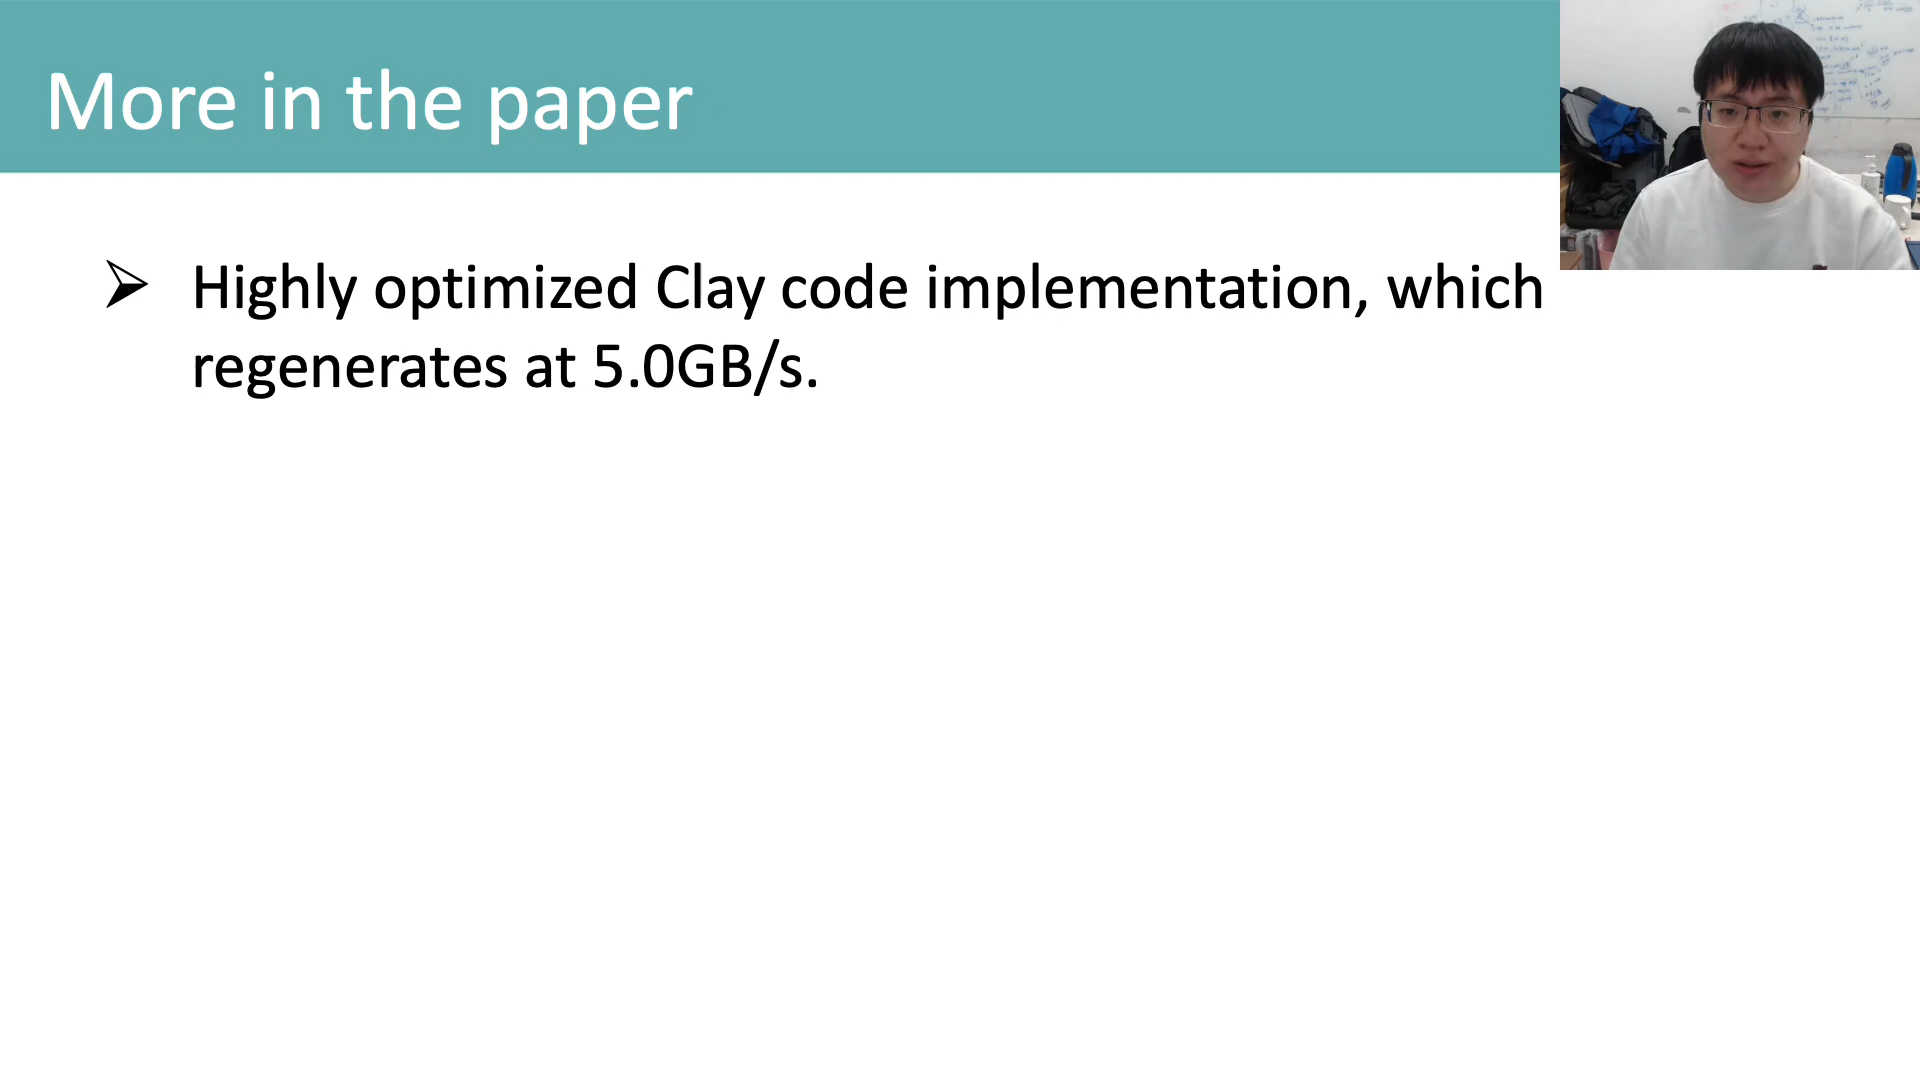 More in the paper
Highly optimized Clay code implementation, which
regenerates at 5.0GB/s.